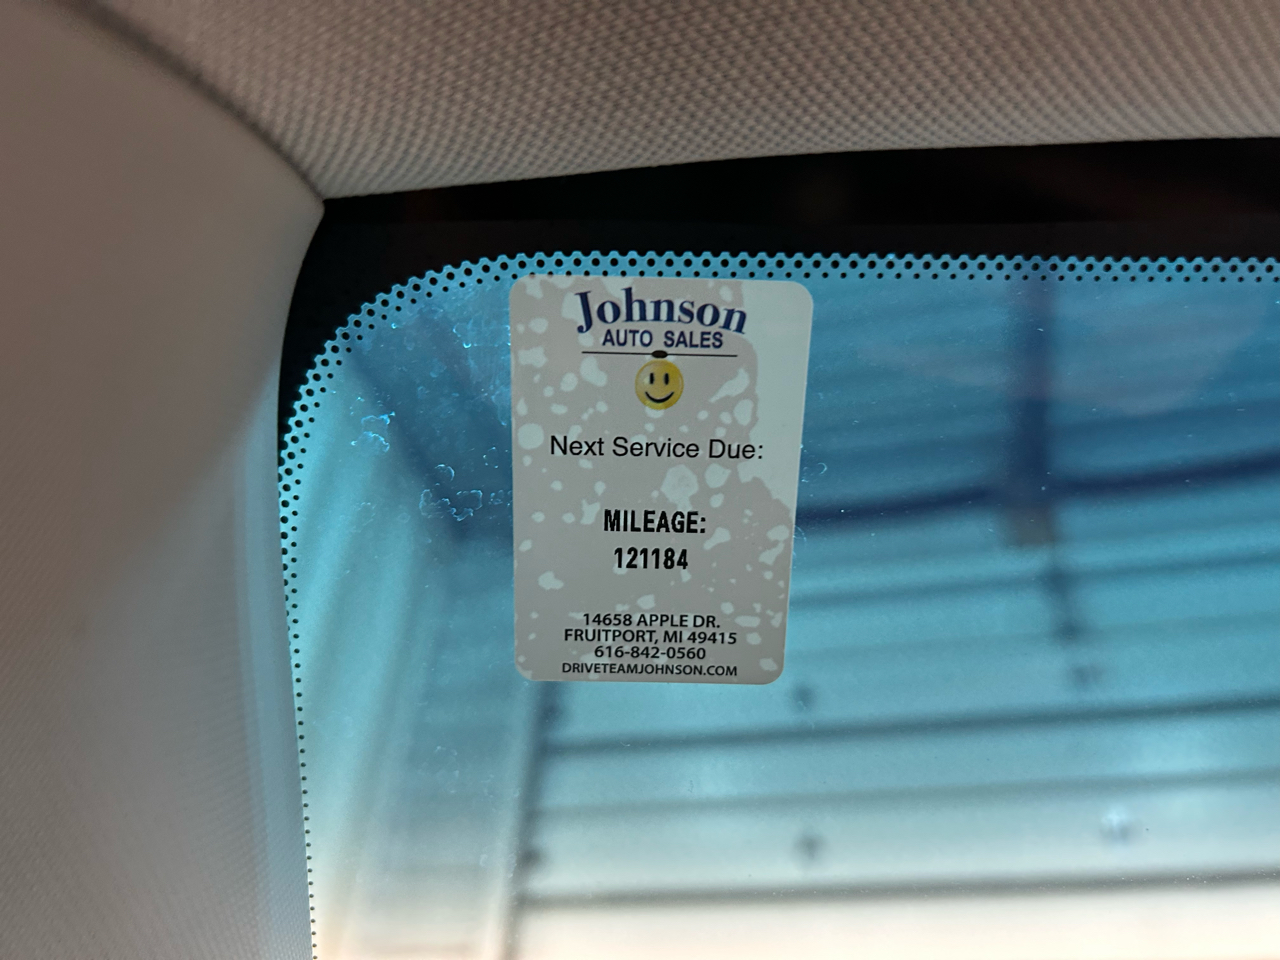 Johnson
AUTO SALES
Next Service Due:
MILEAGE:
121184
14658 APPLE DR.
FRUITPORT, MI 49415
616-842-0560
DRIVETEAMJOHNSON.COM